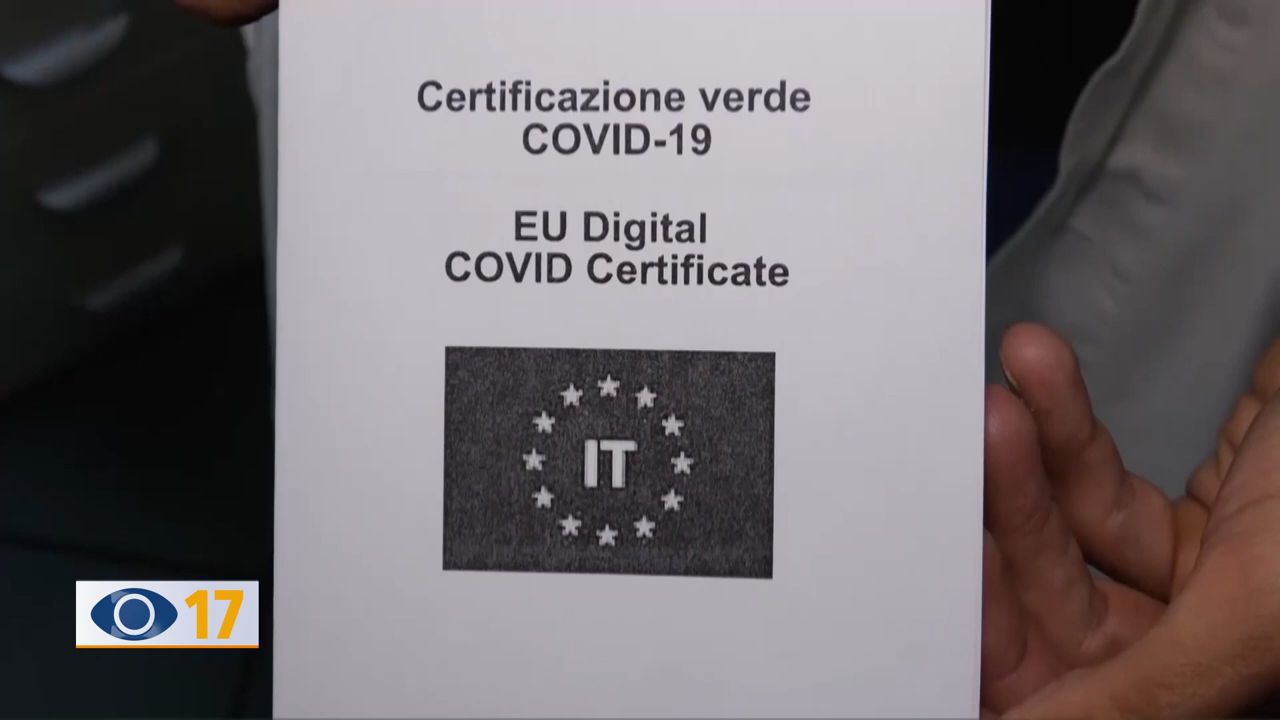 Certificazione verde
COVID-19
EU Digital
COVID Certificate
IT
17